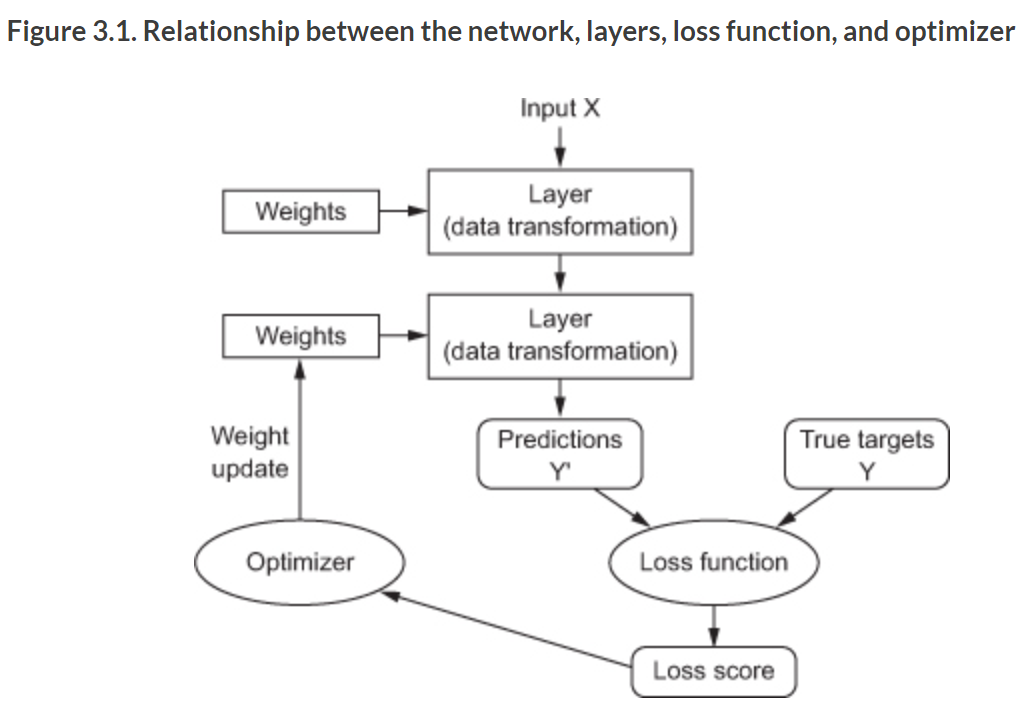 Figure 3.1. Relationship between the network, layers, loss function, and optimizer
Input X
Weights
Layer
(data transformation)
Weights
Layer
(data transformation)
Weight
update
Predictions
Y'
True targets
Y
Optimizer
Loss function
Loss score